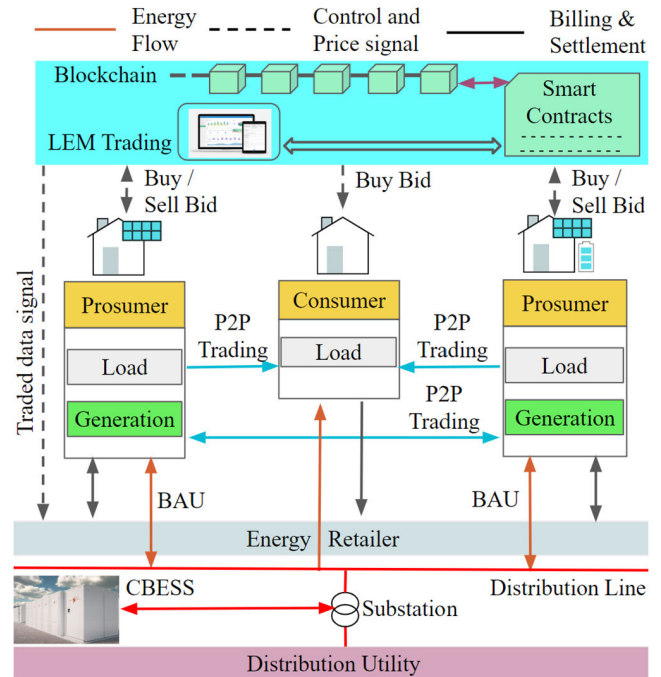 Energy Flow
Control and Price signal
Billing & Settlement
Blockchain
Smart Contracts
LEM Trading
Buy / Sell Bid
Buy Bid
Buy / Sell Bid
Traded data signal
Prosumer
Consumer
Prosumer
P2P Trading
P2P Trading
Load
Load
Load
P2P Trading
Generation
Generation
BAU
BAU
Energy Retailer
CBESS
Distribution Line
Substation
Distribution Utility